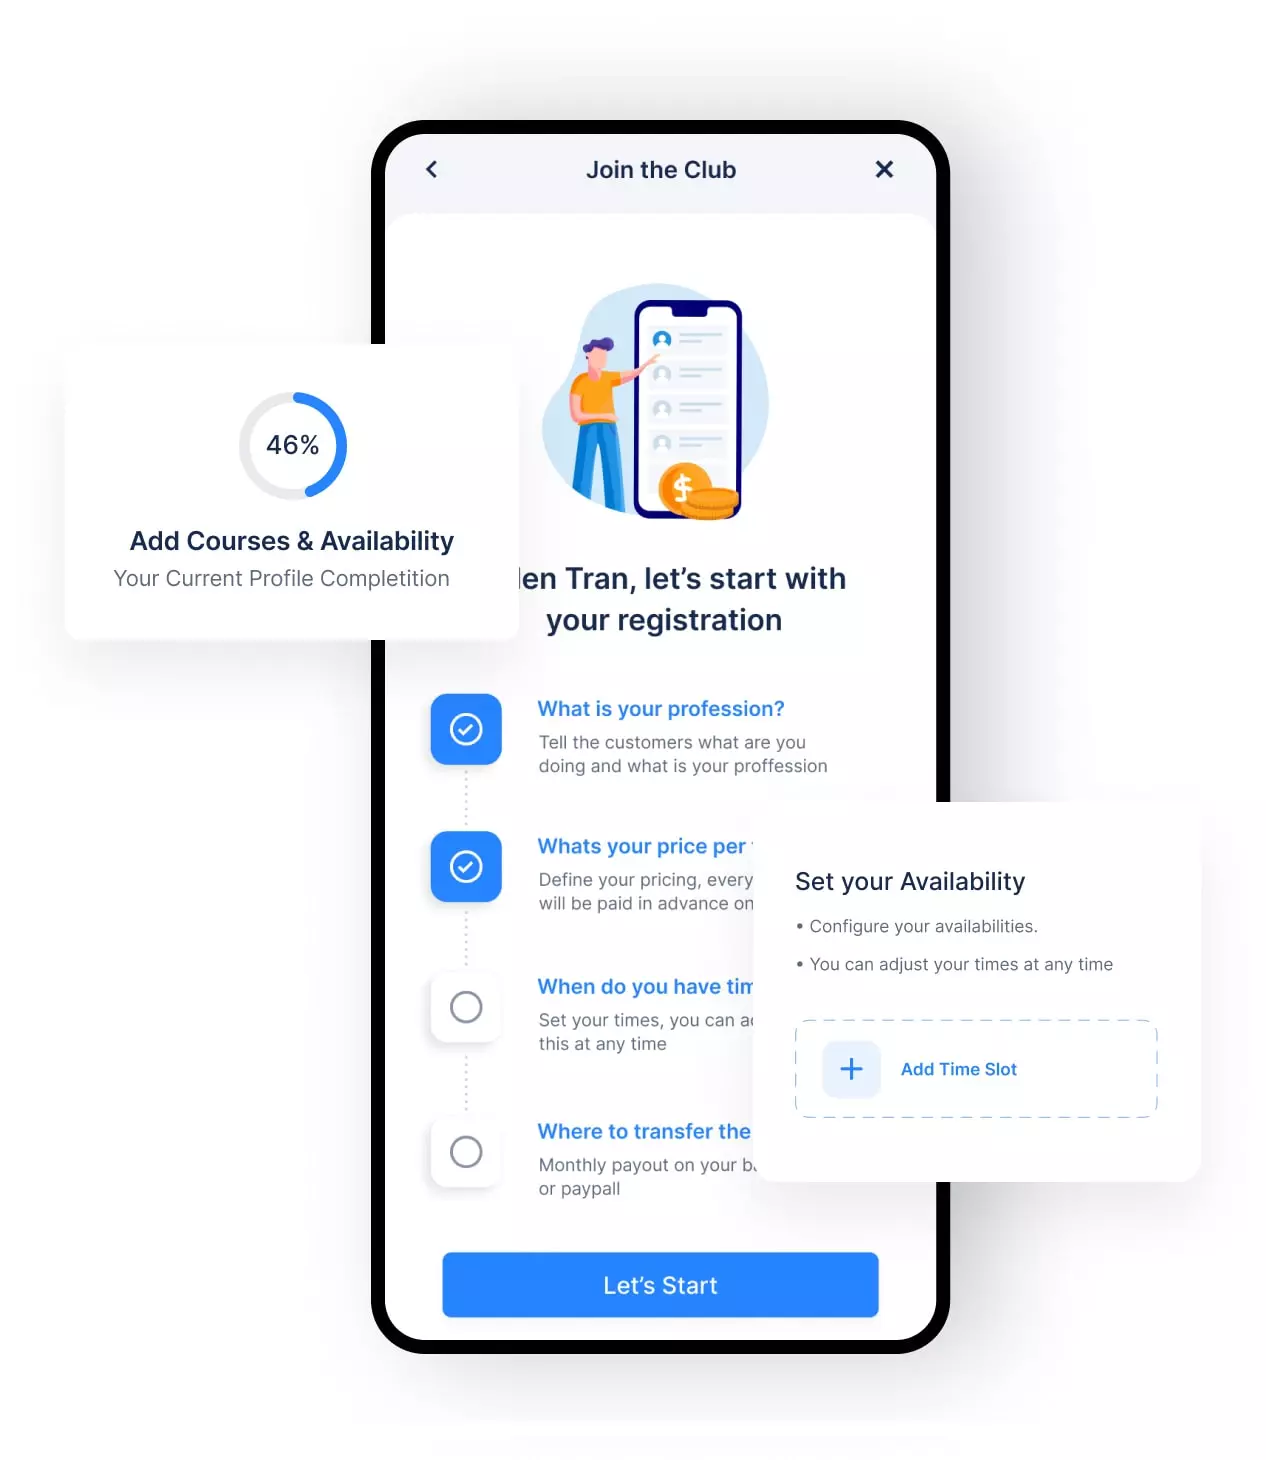 Join the Club
46%
Add Courses & Availability
Your Current Profile Completition
Tran, let's start with
your registration
What is your profession?
Tell the customers what are you
doing and what is your proffession
Whats your price per
Define your pricing, every
will be paid in advance on
When do you have
Set your times, you can
this at any time
Where to transfer the
Monthly payout on your
or paypall
Set your Availability
• Configure your availabilities.
• You can adjust your times at any time
Add Time Slot
Let's Start